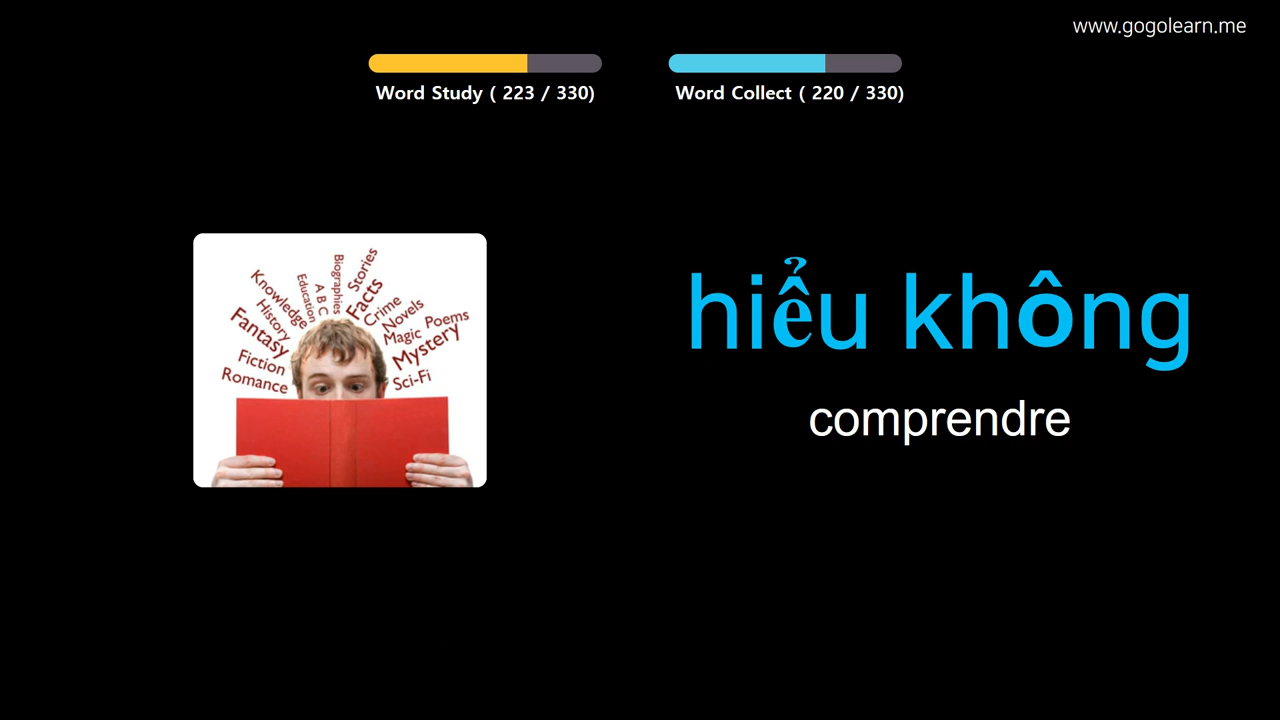 www.gogolearn.me
Word Study ( 223 / 330)
Word Collect ( 220 / 330)
Stories
Biographies
Facts
A B C
Education
Knowledge
History
Crime
Novels
Fantasy
Magic
Poems
Mystery
Fiction
Romance
Sci-Fi
hiểu không
comprendre